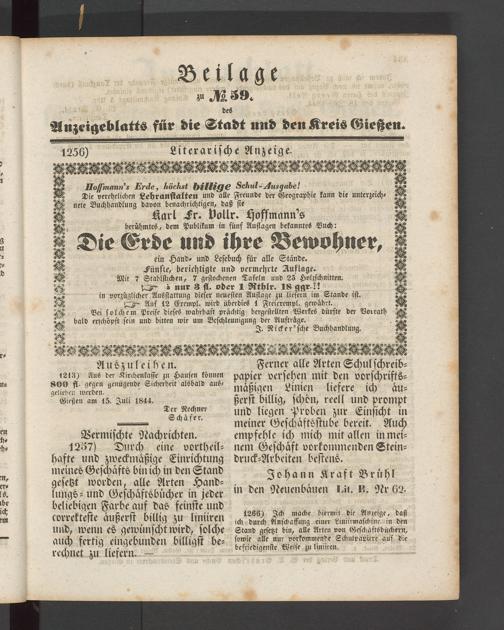 Beilage
zu No. 59.
des
Anzeigeblatts für die Stadt und den Kreis Gießen.
1256) Literarische Anzeige.
Hoffmann's Erde, höchst billige Schul-Ausgabe!
Die verehrlichen Lehranstalten und alle Freunde der Geographie kann die unterzeich-
nete Buchhandlung davon benachrichtigen, daß sie
Karl Fr. Vollr. Hoffmann's
berühmtes, dem Publikum in fünf Auflagen bekanntes Buch:
Die Erde und ihre Bewohner,
ein Hand- und Lesebuch für alle Stände.
Fünfte, berichtigte und vermehrte Auflage.
Mit 7 Stahlstichen, 7 gestochenen Tafeln und 25 Holzschnitten.
à nur 3 fl. oder 1 Rthlr. 18 ggr.!!
in vorzüglicher Ausstattung dieser neuesten Auflage zu liefern im Stande ist.
Auf 12 Exempl. wird überdies 1 Freiexempl. gewährt.
Bei solchem Preise dieses wahrhaft prächtig hergestellten Werkes dürfte der Vorrath
bald erschöpft sein und bitten wir um Beschleunigung der Aufträge.
J. Ricker'sche Buchhandlung.
Auszuleihen.
1213) Aus der Kirchenkasse zu Hausen können
800 fl. gegen genügende Sicherheit alsbald aus-
geliehen werden.
Gießen am 15. Juli 1844.
Der Rechner
Schäfer.
Vermischte Nachrichten.
1257) Durch eine vortheil-
hafte und zweckmäßige Einrichtung
meines Geschäfts bin ich in den Stand
gesetzt worden, alle Arten Hand-
lungs- und Geschäftsbücher in jeder
beliebigen Farbe auf das feinste und
correkteste äußerst billig zu liniiren
und, wenn es gewünscht wird, solche
auch fertig eingebunden billigst be-
rechnet zu liefern. —
Ferner alle Arten Schulschreib-
papier versehen mit den vorschrifts-
mäßigen Linien liefere ich äu-
ßerst billig, schön, reell und prompt
und liegen Proben zur Einsicht in
meiner Geschäftsstube bereit. Auch
empfehle ich mich mit allen in mei-
nem Geschäft vorkommenden Stein-
druck-Arbeiten bestens.
Johann Kraft Brühl
in den Neuenbäuen Lit. B. Nr 62.
1266) Ich mache hiermit die Anzeige, daß
ich durch Anschaffung einer Liniirmaschine in den
Stand gesetzt bin, alle Arten von Geschäftsbüchern,
sowie alle nur vorkommende Schulpapiere auf die
befriedigendste Weise zu liniiren.